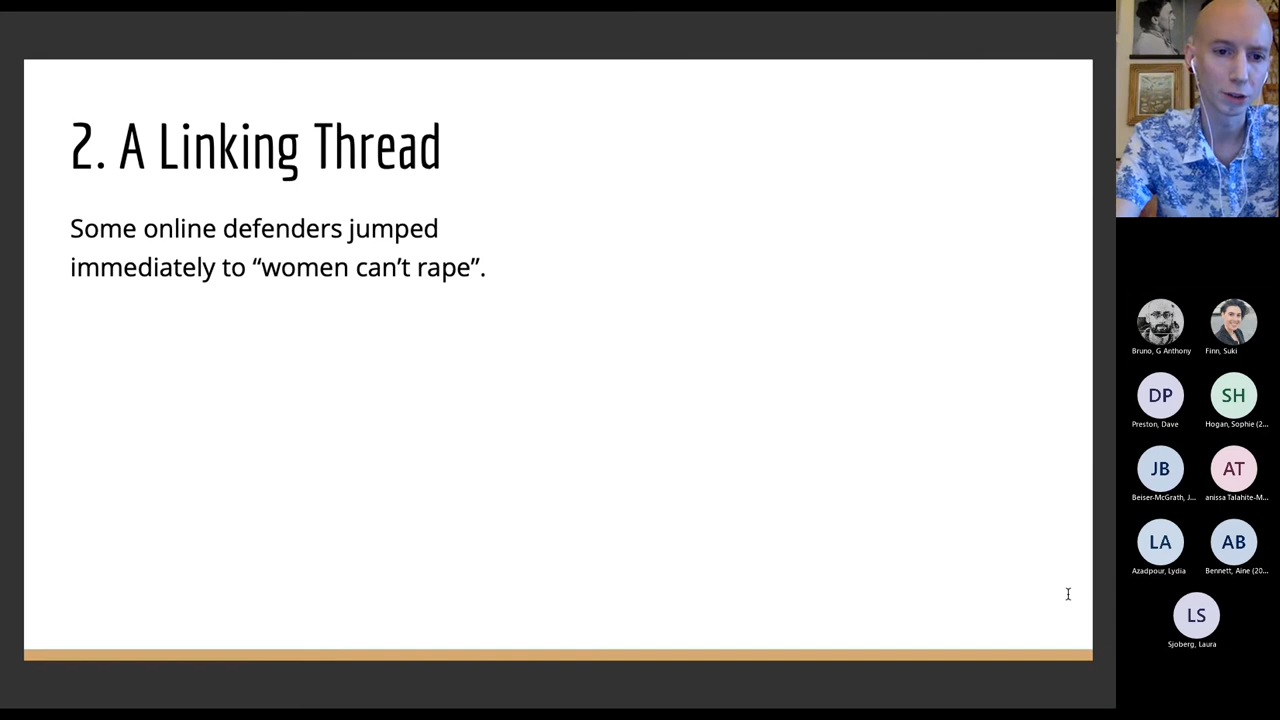 2. A Linking Thread
Some online defenders jumped
immediately to “women can’t rape”.
Bruno, G Anthony
Finn, Suki
DP
SH
Preston, Dave
Hogan, Sophie (2...
JB
AT
Beiser-McGrath, J...
anissa Talahite-M...
LA
AB
Azadpour, Lydia
Bennett, Aine (20...
LS
Sjoberg, Laura